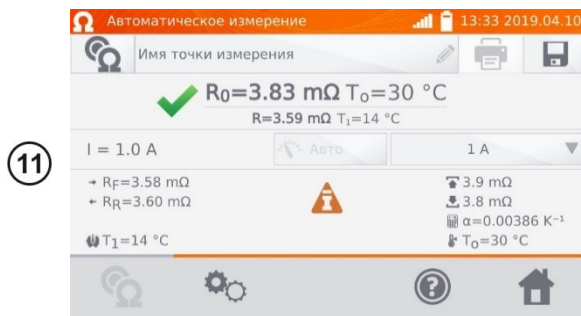 Автоматическое измерение 13:33 2019.04.10
Имя точки измерения
R₀=3.83 mΩ Tₒ=30 °C
R=3.59 mΩ T₁=14 °C
I = 1.0 A Авто 1 A
R_F=3.58 mΩ 3.9 mΩ
R_R=3.60 mΩ 3.8 mΩ
α=0.00386 K⁻¹
T₁=14 °C Tₒ=30 °C
11